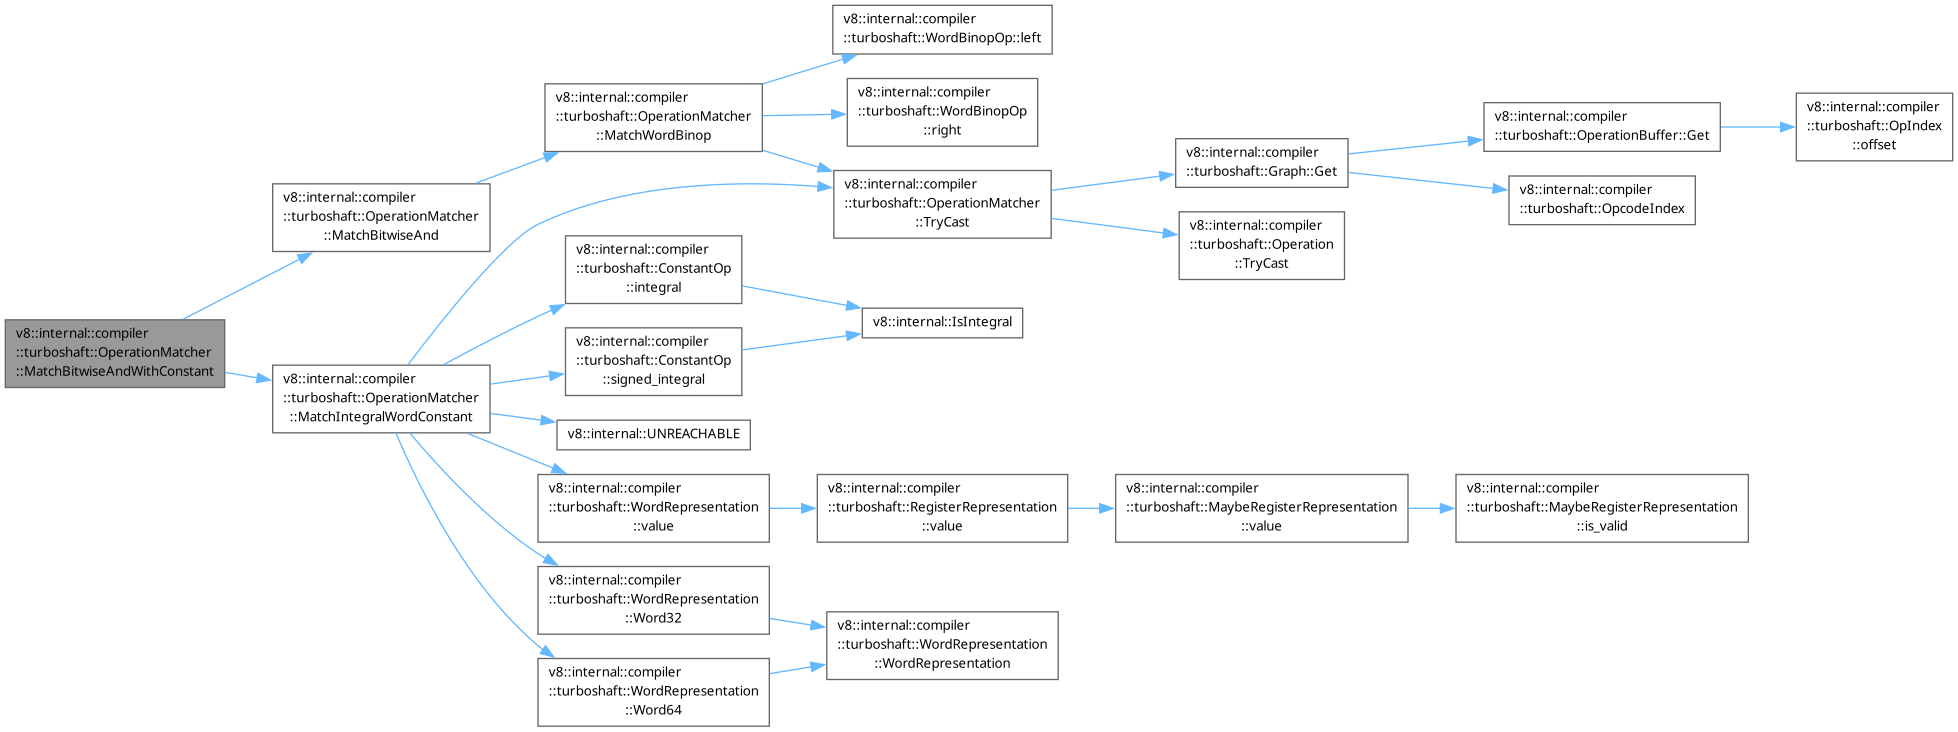 v8::internal::compiler
::turboshaft::OperationMatcher
::MatchBitwiseAndWithConstant
v8::internal::compiler
::turboshaft::OperationMatcher
::MatchBitwiseAnd
v8::internal::compiler
::turboshaft::OperationMatcher
::MatchWordBinop
v8::internal::compiler
::turboshaft::WordBinopOp::left
v8::internal::compiler
::turboshaft::WordBinopOp
::right
v8::internal::compiler
::turboshaft::OperationMatcher
::TryCast
v8::internal::compiler
::turboshaft::Graph::Get
v8::internal::compiler
::turboshaft::OperationBuffer::Get
v8::internal::compiler
::turboshaft::OpIndex
::offset
v8::internal::compiler
::turboshaft::OpcodeIndex
v8::internal::compiler
::turboshaft::Operation
::TryCast
v8::internal::compiler
::turboshaft::OperationMatcher
::MatchIntegralWordConstant
v8::internal::compiler
::turboshaft::ConstantOp
::integral
v8::internal::compiler
::turboshaft::ConstantOp
::signed_integral
v8::internal::IsIntegral
v8::internal::UNREACHABLE
v8::internal::compiler
::turboshaft::WordRepresentation
::value
v8::internal::compiler
::turboshaft::RegisterRepresentation
::value
v8::internal::compiler
::turboshaft::MaybeRegisterRepresentation
::value
v8::internal::compiler
::turboshaft::MaybeRegisterRepresentation
::is_valid
v8::internal::compiler
::turboshaft::WordRepresentation
::Word32
v8::internal::compiler
::turboshaft::WordRepresentation
::WordRepresentation
v8::internal::compiler
::turboshaft::WordRepresentation
::Word64